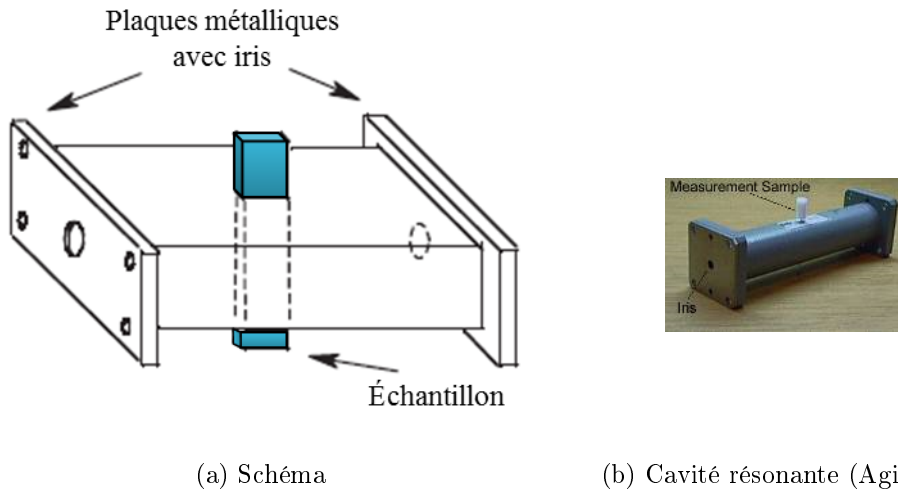 Plaques métalliques
avec iris
Measurement Sample
Iris
Échantillon
(a) Schéma
(b) Cavité résonante (Agi